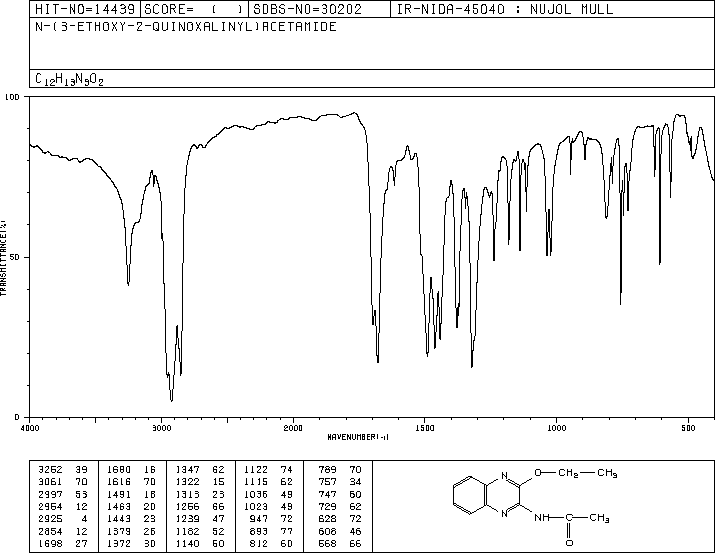 HIT-NO=14439 SCORE= ( ) SDBS-NO=30202 IR-NIDA-45040 : NUJOL MULL
N-(3-ETHOXY-2-QUINOXALINYL)ACETAMIDE
C12H13N3O2
100
50
0
TRANSMITTANCE(%)
4000 3000 2000 1500 1000 500
WAVENUMBER(-1)
3252 39 1680 16 1347 62 1122 74 789 70
3061 70 1616 70 1322 15 1115 62 757 34
2997 53 1491 18 1313 23 1036 49 747 60
2954 12 1463 20 1256 66 1023 49 729 62
2925 4 1443 23 1239 47 947 72 628 72
2854 12 1379 26 1182 52 893 77 608 46
1698 27 1372 30 1140 50 812 60 568 66
N O CH2 CH3
N NH C CH3
O